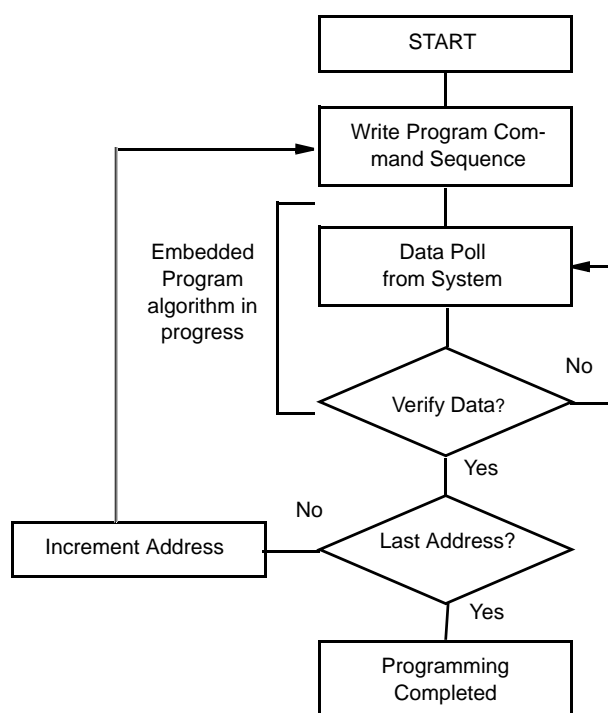 START
Write Program Com-
mand Sequence
Embedded
Program
algorithm in
progress
Data Poll
from System
Verify Data?
No
Yes
Last Address?
No
Increment Address
Yes
Programming
Completed